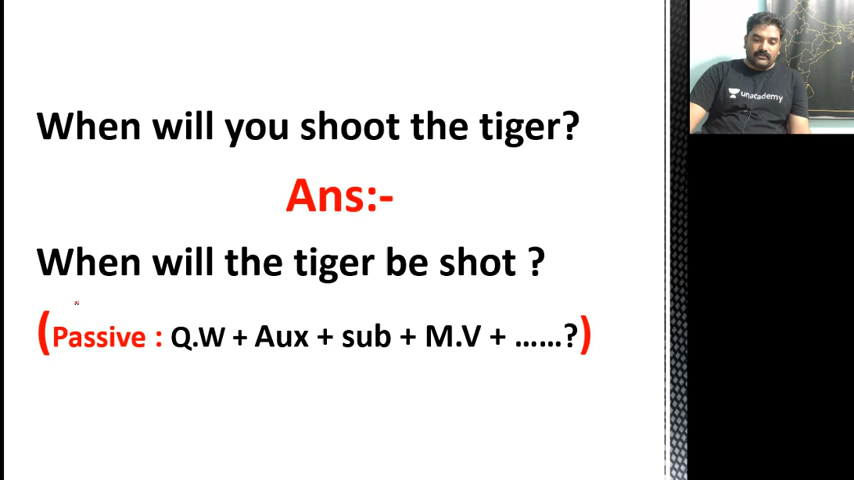 When will you shoot the tiger?
Ans:-
When will the tiger be shot ?
(Passive : Q.W + Aux + sub + M.V + ......?)
unacademy